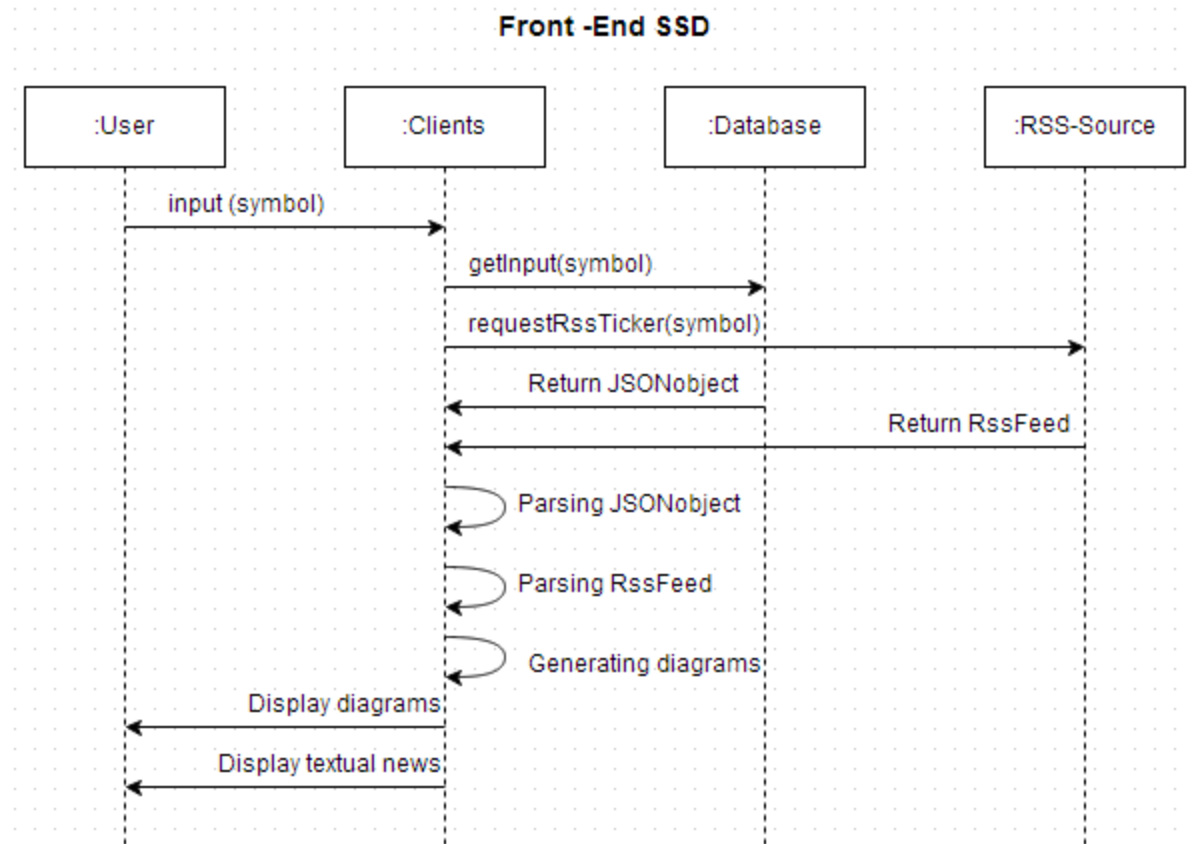 Front -End SSD
:User
:Clients
:Database
:RSS-Source
input (symbol)
getInput(symbol)
requestRssTicker(symbol)
Return JSONobject
Return RssFeed
Parsing JSONobject
Parsing RssFeed
Generating diagrams
Display diagrams
Display textual news